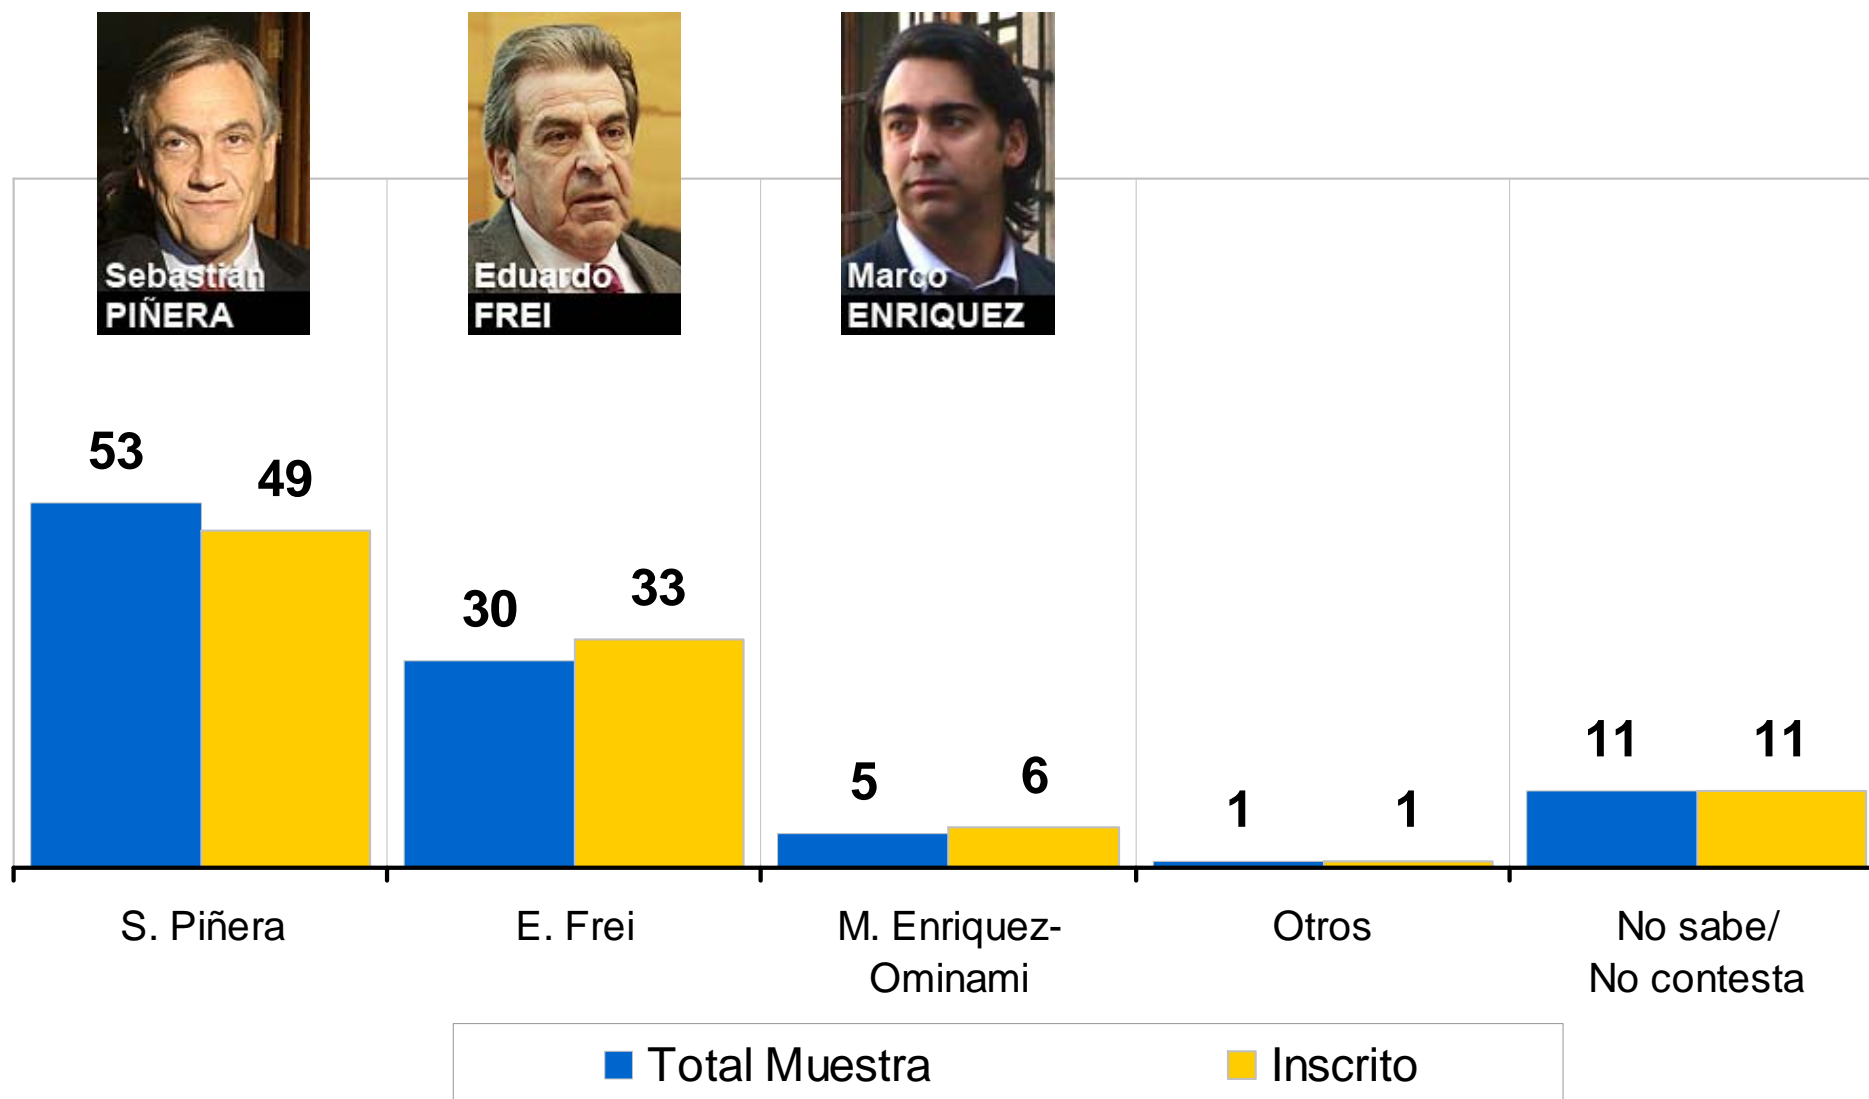 Sebastián
PIÑERA
Eduardo
FREI
Marco
ENRIQUEZ
53
49
30
33
5
6
1
1
11
11
S. Piñera
E. Frei
M. Enriquez-
Ominami
Otros
No sabe/
No contesta
Total Muestra
Inscrito